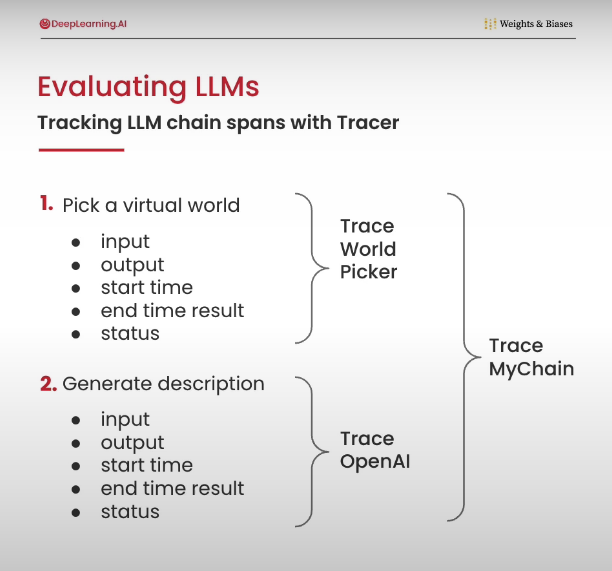 DeepLearning.AI
Weights & Biases
Evaluating LLMs
Tracking LLM chain spans with Tracer
1. Pick a virtual world
● input
● output
● start time
● end time result
● status
Trace
World
Picker
2. Generate description
● input
● output
● start time
● end time result
● status
Trace
OpenAI
Trace
MyChain